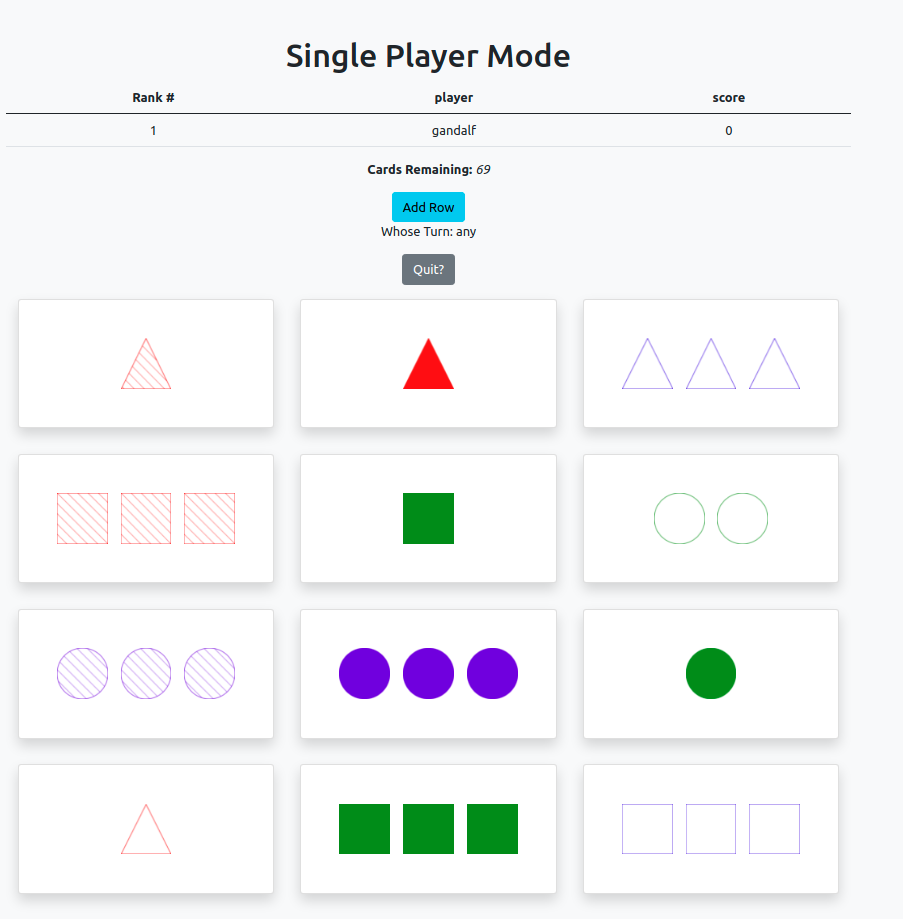 Single Player Mode
Rank # player score
1 gandalf 0
Cards Remaining: 69
Add Row
Whose Turn: any
Quit?